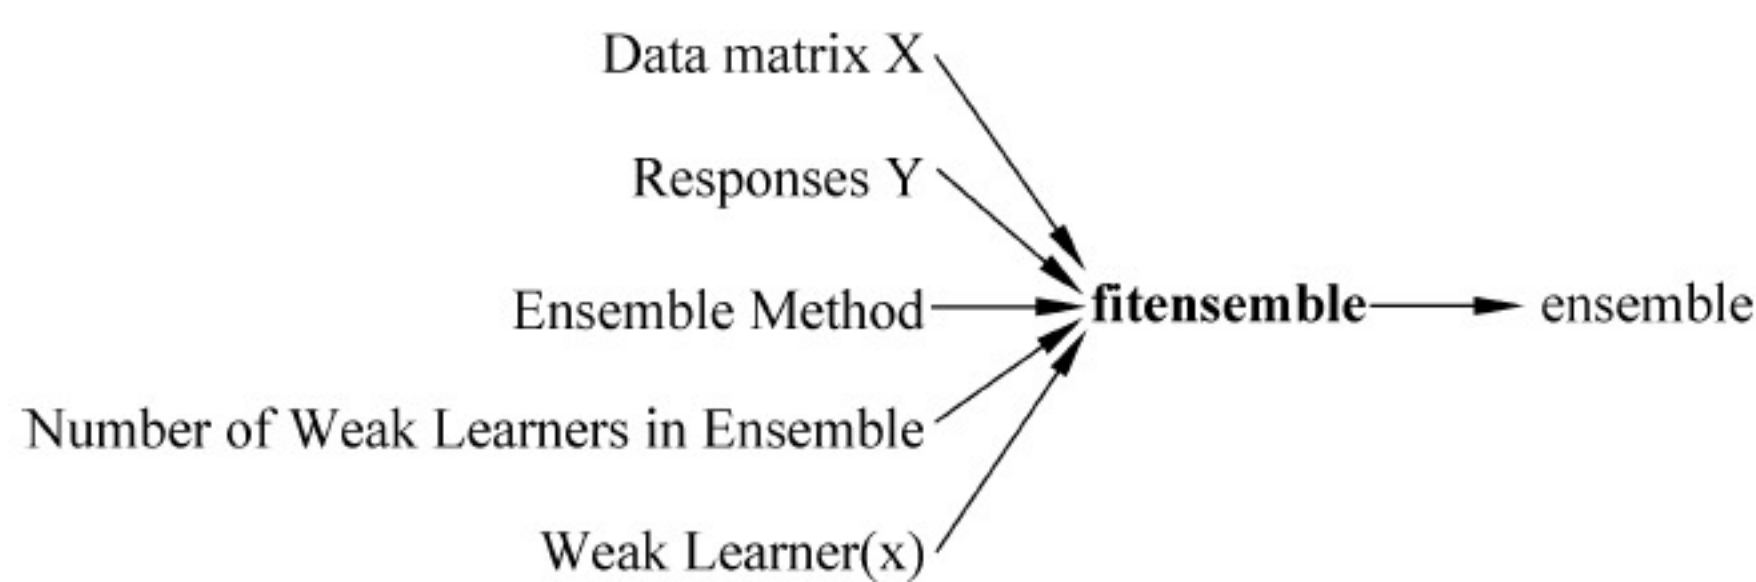 Data matrix X
Responses Y
Ensemble Method
fitensemble
ensemble
Number of Weak Learners in Ensemble
Weak Learner(x)